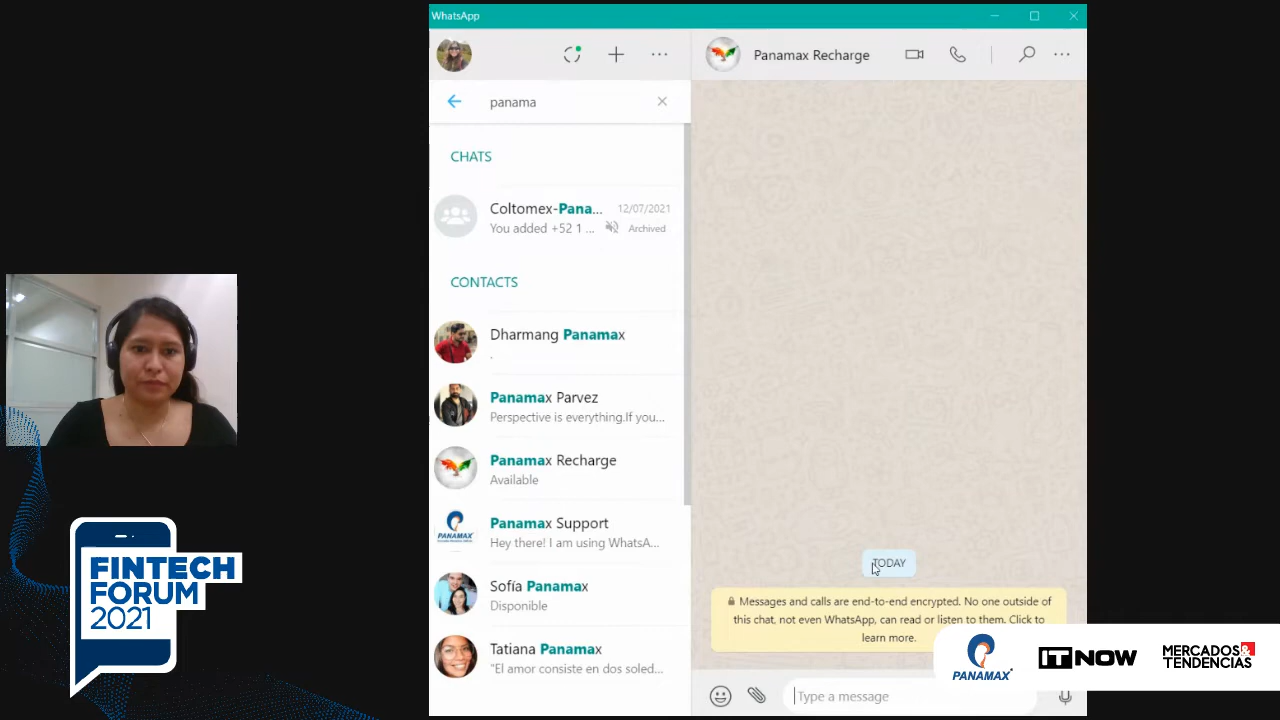 WhatsApp
panama
CHATS
Coltomex-Pana... 12/07/2021
You added +52 1 ... Archived
CONTACTS
Dharmang Panamax
.
Panamax Parvez
Perspective is everything.If you...
Panamax Recharge
Available
Panamax Support
Hey there! I am using WhatsA...
Sofía Panamax
Disponible
Tatiana Panamax
"El amor consiste en dos soled...
PANAMAX
Panamax Recharge
TODAY
Messages and calls are end-to-end encrypted. No one outside of
this chat, not even WhatsApp, can read or listen to them. Click to
learn more.
Type a message
FINTECH
FORUM
2021
PANAMAX
IT NOW
MERCADOS &
TENDENCIAS